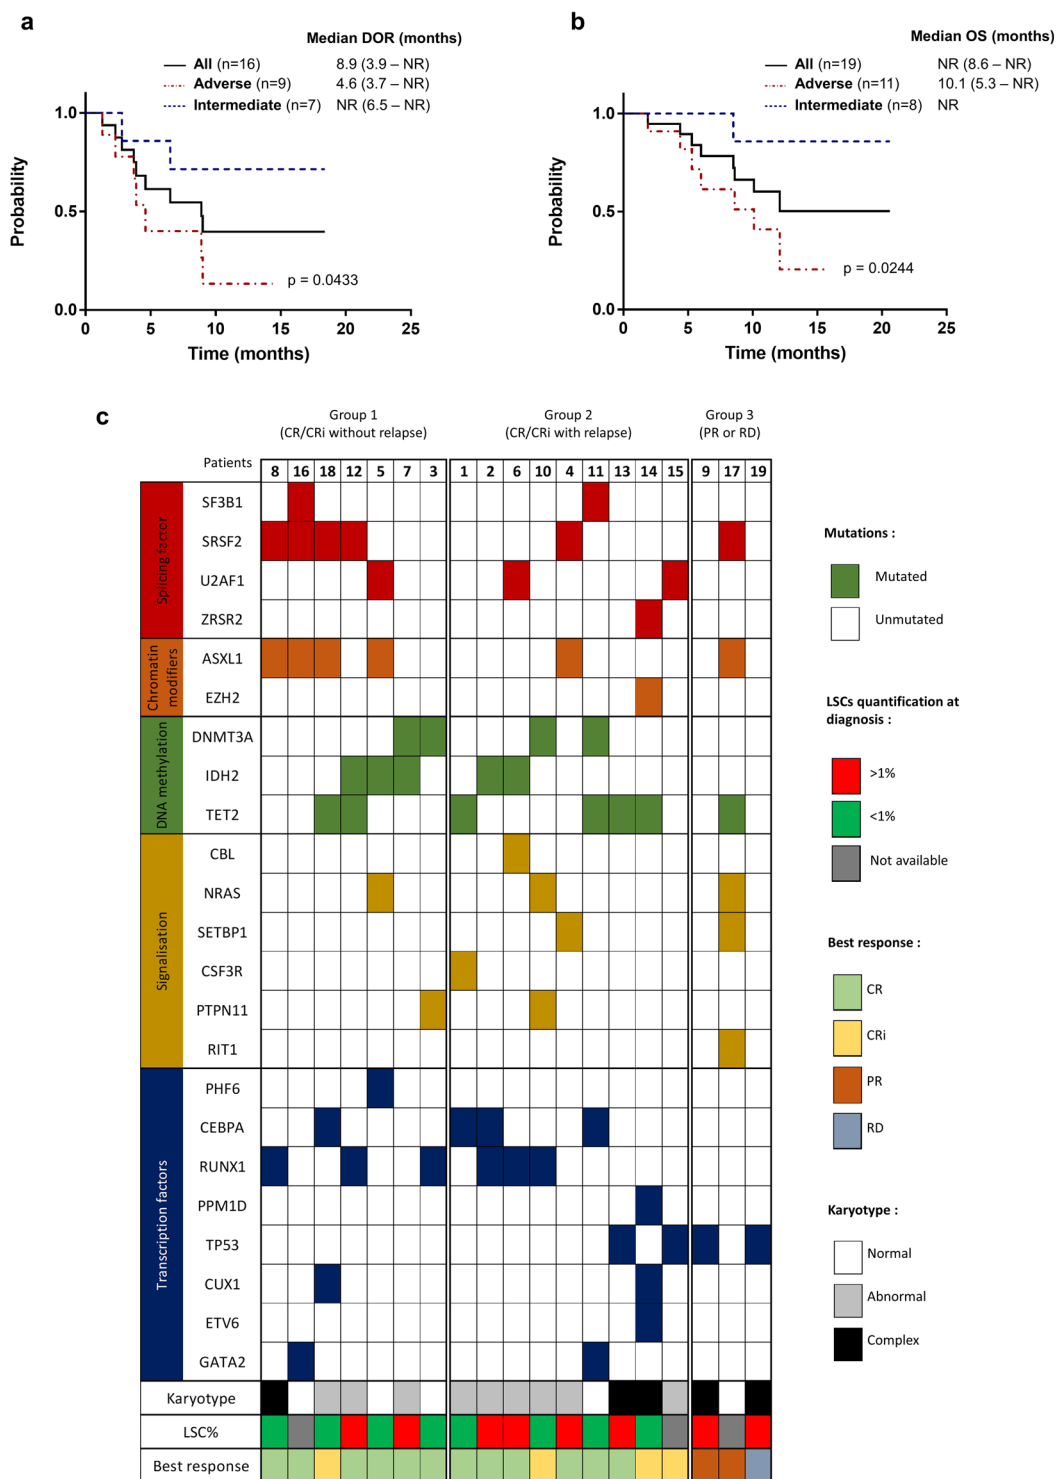 a
Median DOR (months)
All (n=16) 8.9 (3.9 – NR)
Adverse (n=9) 4.6 (3.7 – NR)
Intermediate (n=7) NR (6.5 – NR)
1.0
0.5
0.0
Probability
p = 0.0433
0 5 10 15 20 25
Time (months)
b
Median OS (months)
All (n=19) NR (8.6 – NR)
Adverse (n=11) 10.1 (5.3 – NR)
Intermediate (n=8) NR
1.0
0.5
0.0
Probability
p = 0.0244
0 5 10 15 20 25
Time (months)
c
Group 1
(CR/CRi without relapse)
Group 2
(CR/CRi with relapse)
Group 3
(PR or RD)
Patients 8 16 18 12 5 7 3 1 2 6 10 4 11 13 14 15 9 17 19
Splicing factor
SF3B1
SRSF2
U2AF1
ZRSR2
Chromatin
modifiers
ASXL1
EZH2
DNA methylation
DNMT3A
IDH2
TET2
Signalisation
CBL
NRAS
SETBP1
CSF3R
PTPN11
RIT1
Transcription factors
PHF6
CEBPA
RUNX1
PPM1D
TP53
CUX1
ETV6
GATA2
Karyotype
LSC%
Best response
Mutations :
Mutated
Unmutated
LSCs quantification at
diagnosis :
>1%
<1%
Not available
Best response :
CR
CRi
PR
RD
Karyotype :
Normal
Abnormal
Complex